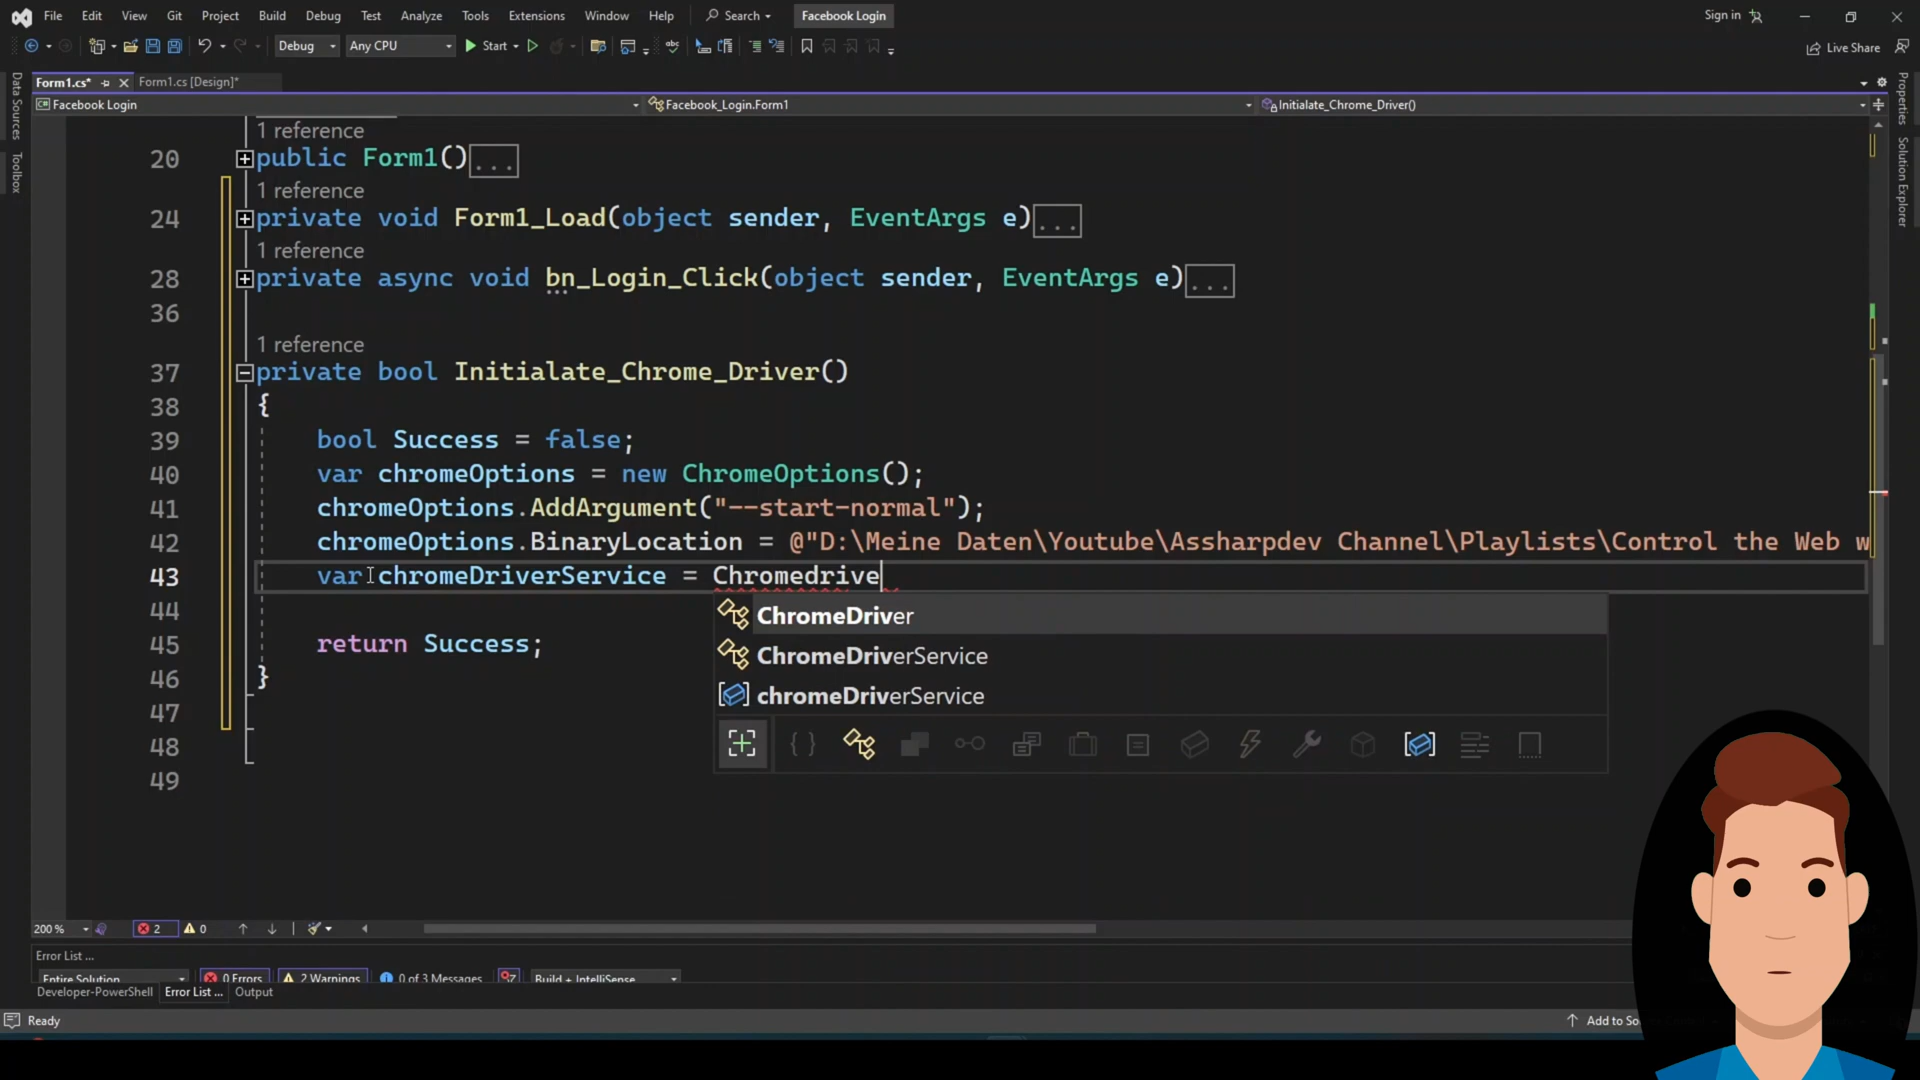 File Edit View Git Project Build Debug Test Analyze Tools Extensions Window Help Search Facebook Login Sign in
Debug Any CPU Start Live Share
Form1.cs* Form1.cs [Design]*
Facebook Login Facebook_Login.Form1 Initialate_Chrome_Driver()
Data Sources
Toolbox
Properties
Solution Explorer
1 reference
20 public Form1()...
1 reference
24 private void Form1_Load(object sender, EventArgs e)...
1 reference
28 private async void bn_Login_Click(object sender, EventArgs e)...
36
1 reference
37 private bool Initialate_Chrome_Driver()
38 {
39 bool Success = false;
40 var chromeOptions = new ChromeOptions();
41 chromeOptions.AddArgument("--start-normal");
42 chromeOptions.BinaryLocation = @"D:\Meine Daten\Youtube\Assharpdev Channel\Playlists\Control the Web w
43 var chromeDriverService = Chromedrive
ChromeDriver
ChromeDriverService
chromeDriverService
44
45 return Success;
46 }
47
48
49
200 % 2 0
Error List ...
Entire Solution 0 Errors 2 Warnings 0 of 3 Messages Build + IntelliSense
Developer-PowerShell Error List ... Output
Ready Add to So